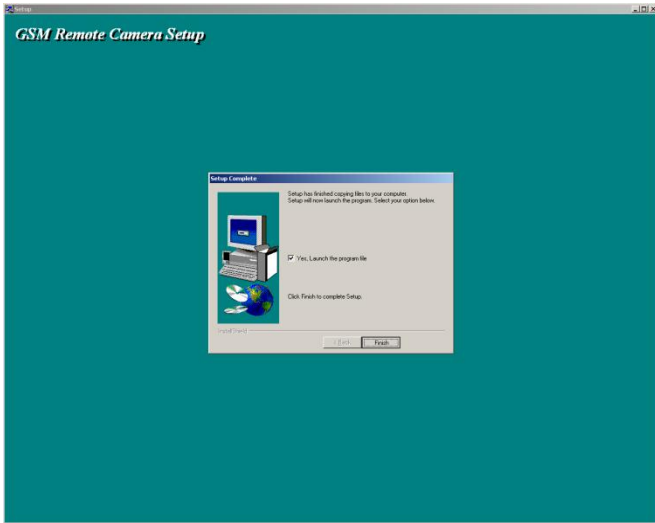 Setup
GSM Remote Camera Setup
Setup Complete
Setup has finished copying files to your computer.
Setup will now launch the program. Select your option below.
Yes, Launch the program file
Click Finish to complete Setup.
InstallShield
< Back
Finish